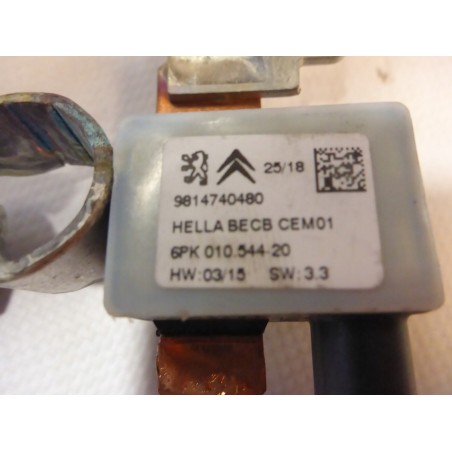 25/18
9814740480
HELLA BECB CEM01
6PK 010.544-20
HW:03/15 SW: 3.3